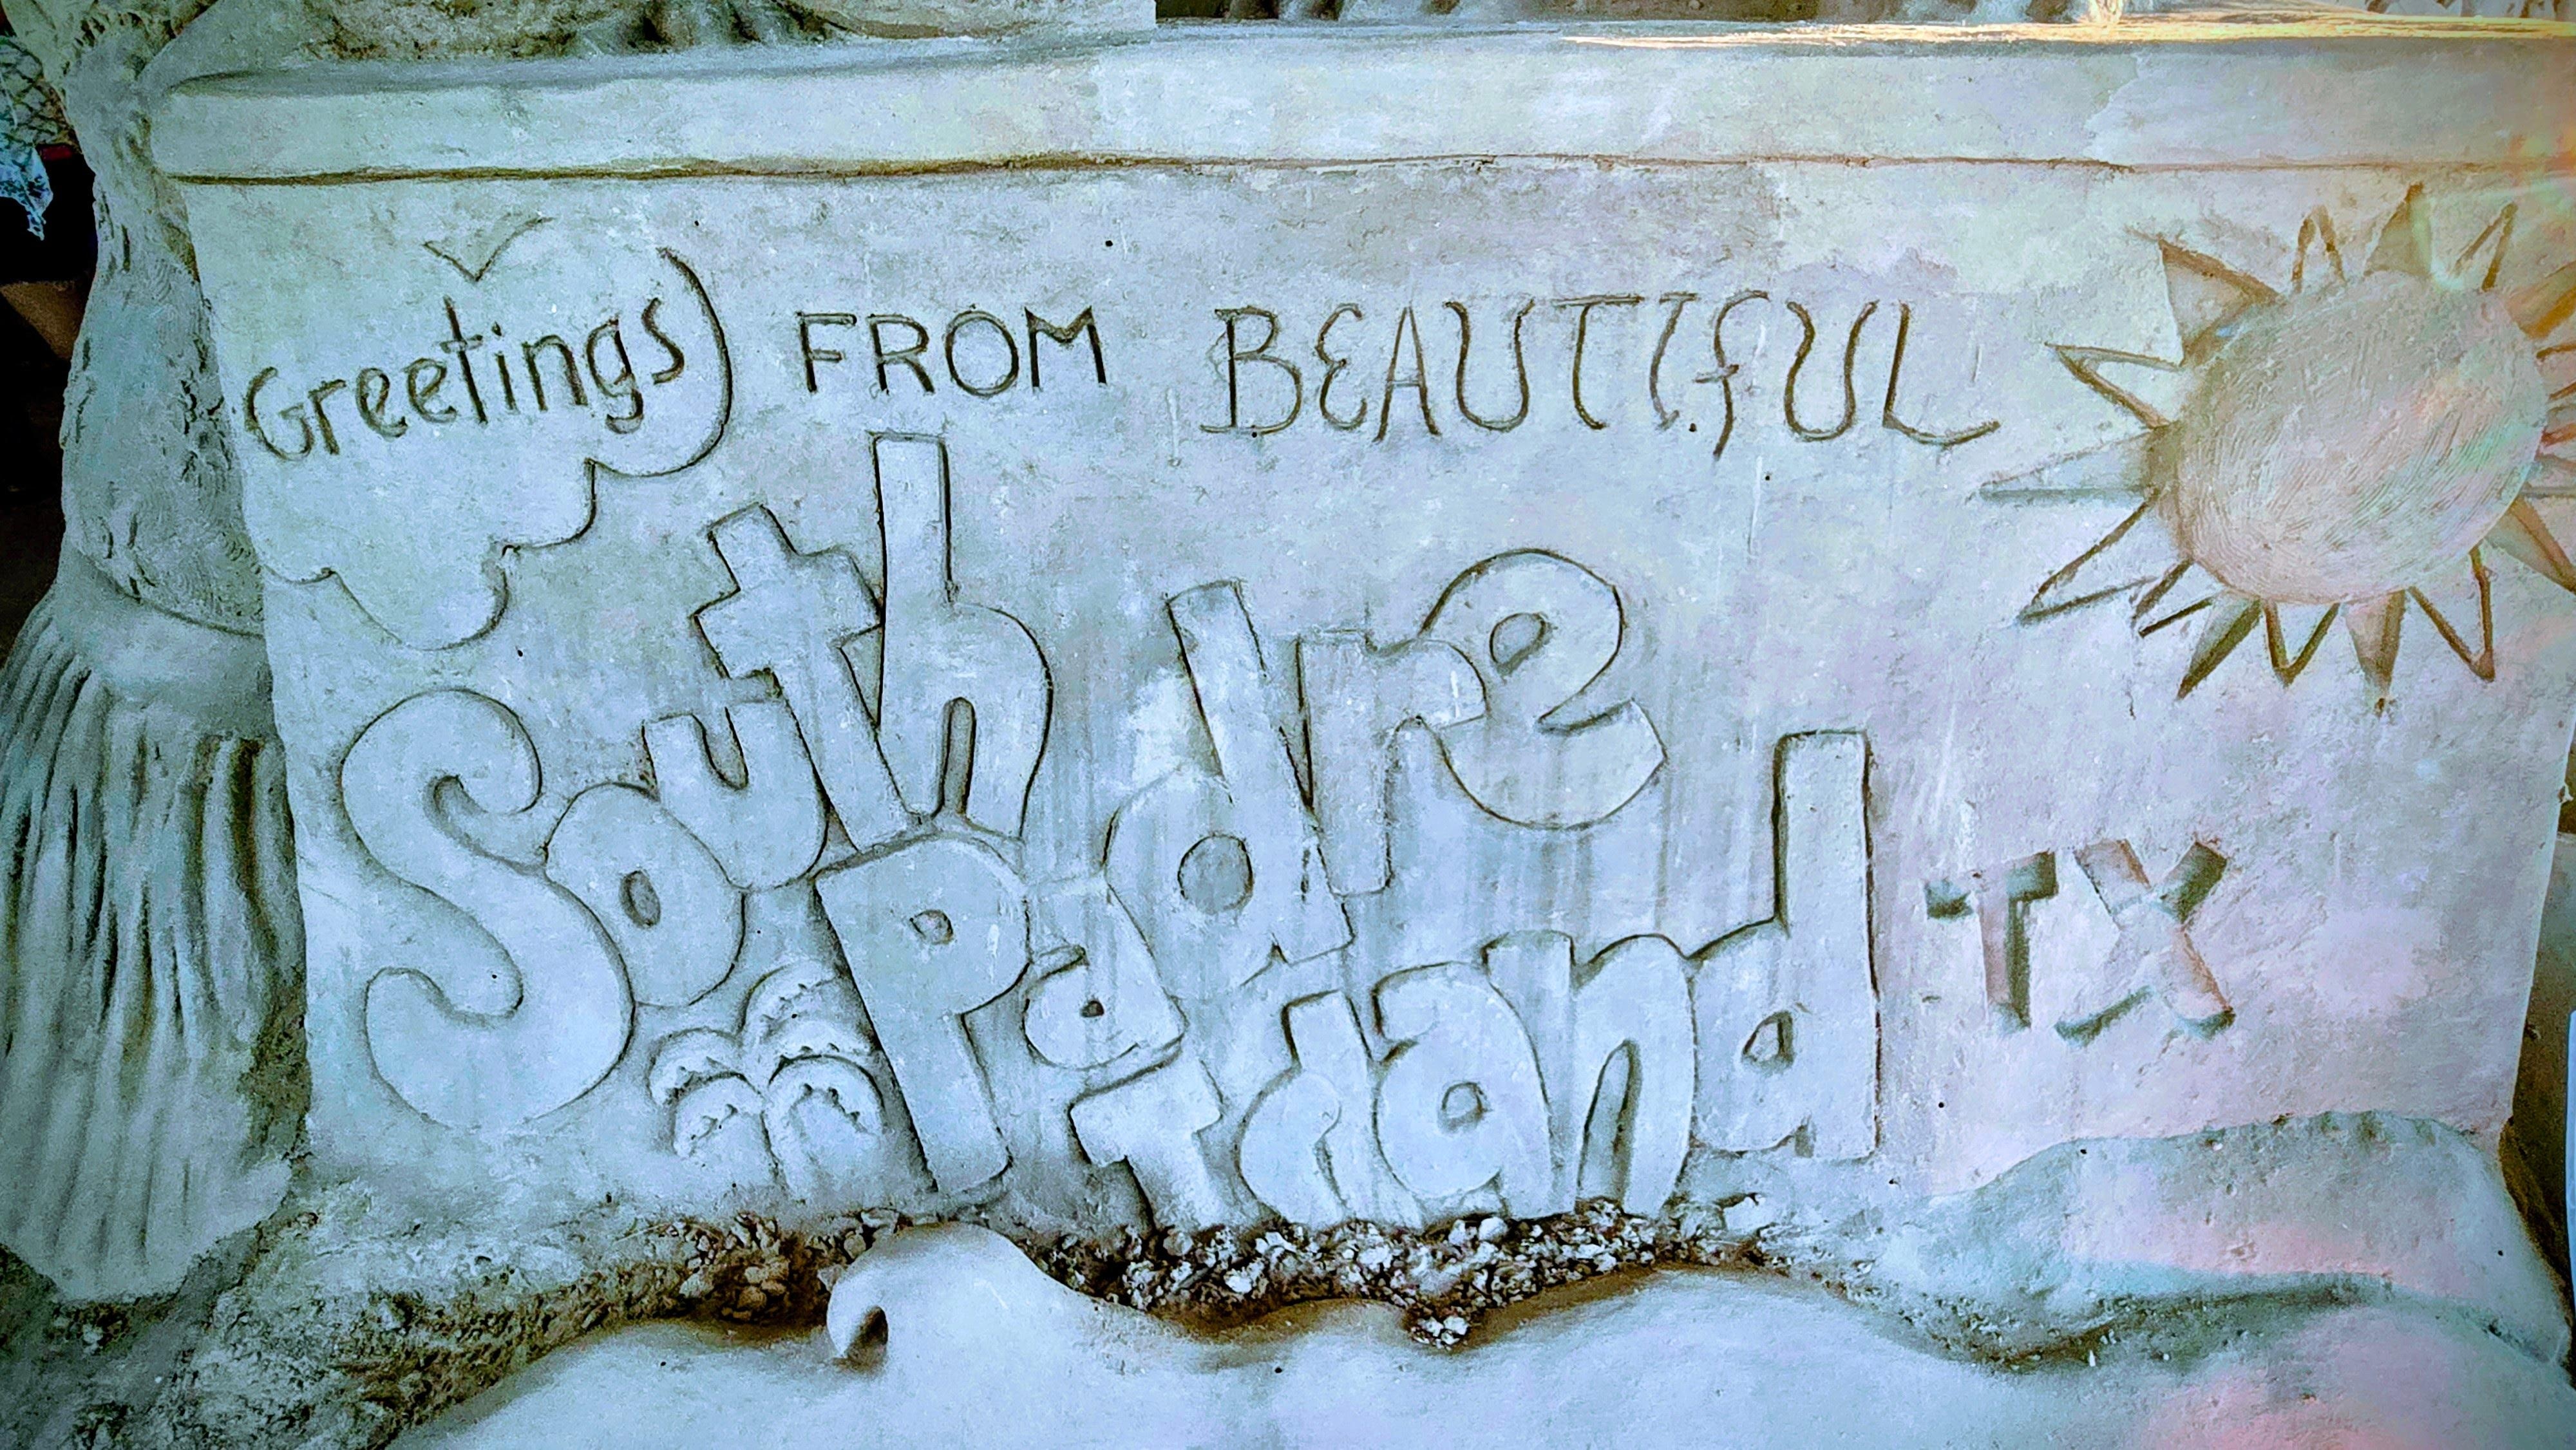 Greetings FROM BEAUTIFUL
South
Padre
Island TX